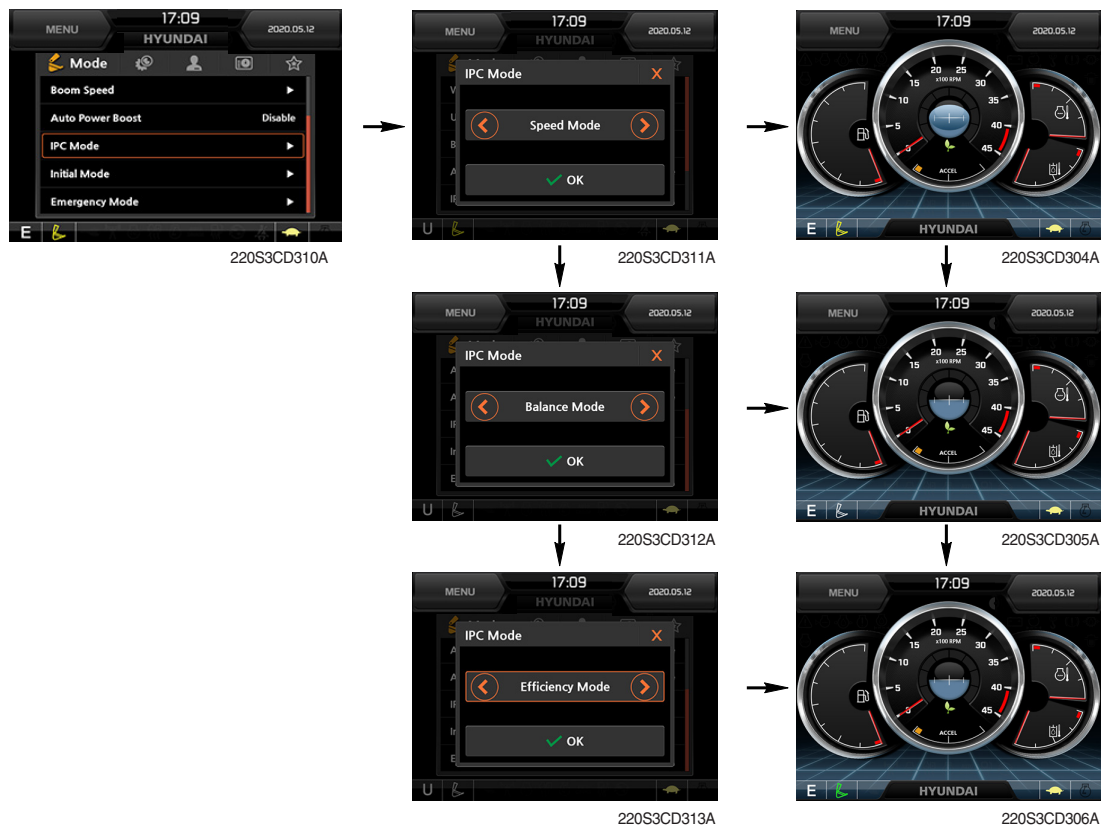 17:09
MENU
HYUNDAI
2020.05.12
Mode
Boom Speed
Auto Power Boost Disable
IPC Mode
Initial Mode
Emergency Mode
E
220S3CD310A
17:09
MENU
HYUNDAI
2020.05.12
IPC Mode X
Speed Mode
OK
U
220S3CD311A
17:09
MENU
2020.05.12
20 25
x100 RPM
15 30
10 35
5 40
0 45
ACCEL
E HYUNDAI
220S3CD304A
17:09
MENU
HYUNDAI
2020.05.12
IPC Mode X
Balance Mode
OK
U
220S3CD312A
17:09
MENU
2020.05.12
20 25
x100 RPM
15 30
10 35
5 40
0 45
ACCEL
E HYUNDAI
220S3CD305A
17:09
MENU
HYUNDAI
2020.05.12
IPC Mode X
Efficiency Mode
OK
U
220S3CD313A
17:09
MENU
2020.05.12
20 25
x100 RPM
15 30
10 35
5 40
0 45
ACCEL
E HYUNDAI
220S3CD306A